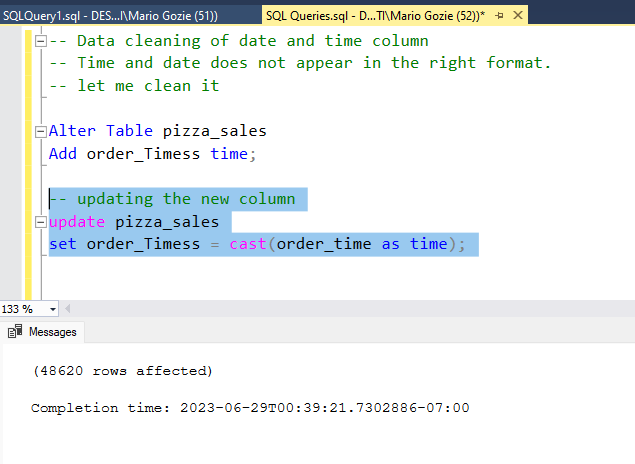 SQLQuery1.sql - DES...I\Mario Gozie (51))
SQL Queries.sql - D...TI\Mario Gozie (52))*
-- Data cleaning of date and time column
-- Time and date does not appear in the right format.
-- let me clean it
Alter Table pizza_sales
Add order_Timess time;
-- updating the new column
update pizza_sales
set order_Timess = cast(order_time as time);
133 %
Messages
(48620 rows affected)
Completion time: 2023-06-29T00:39:21.7302886-07:00